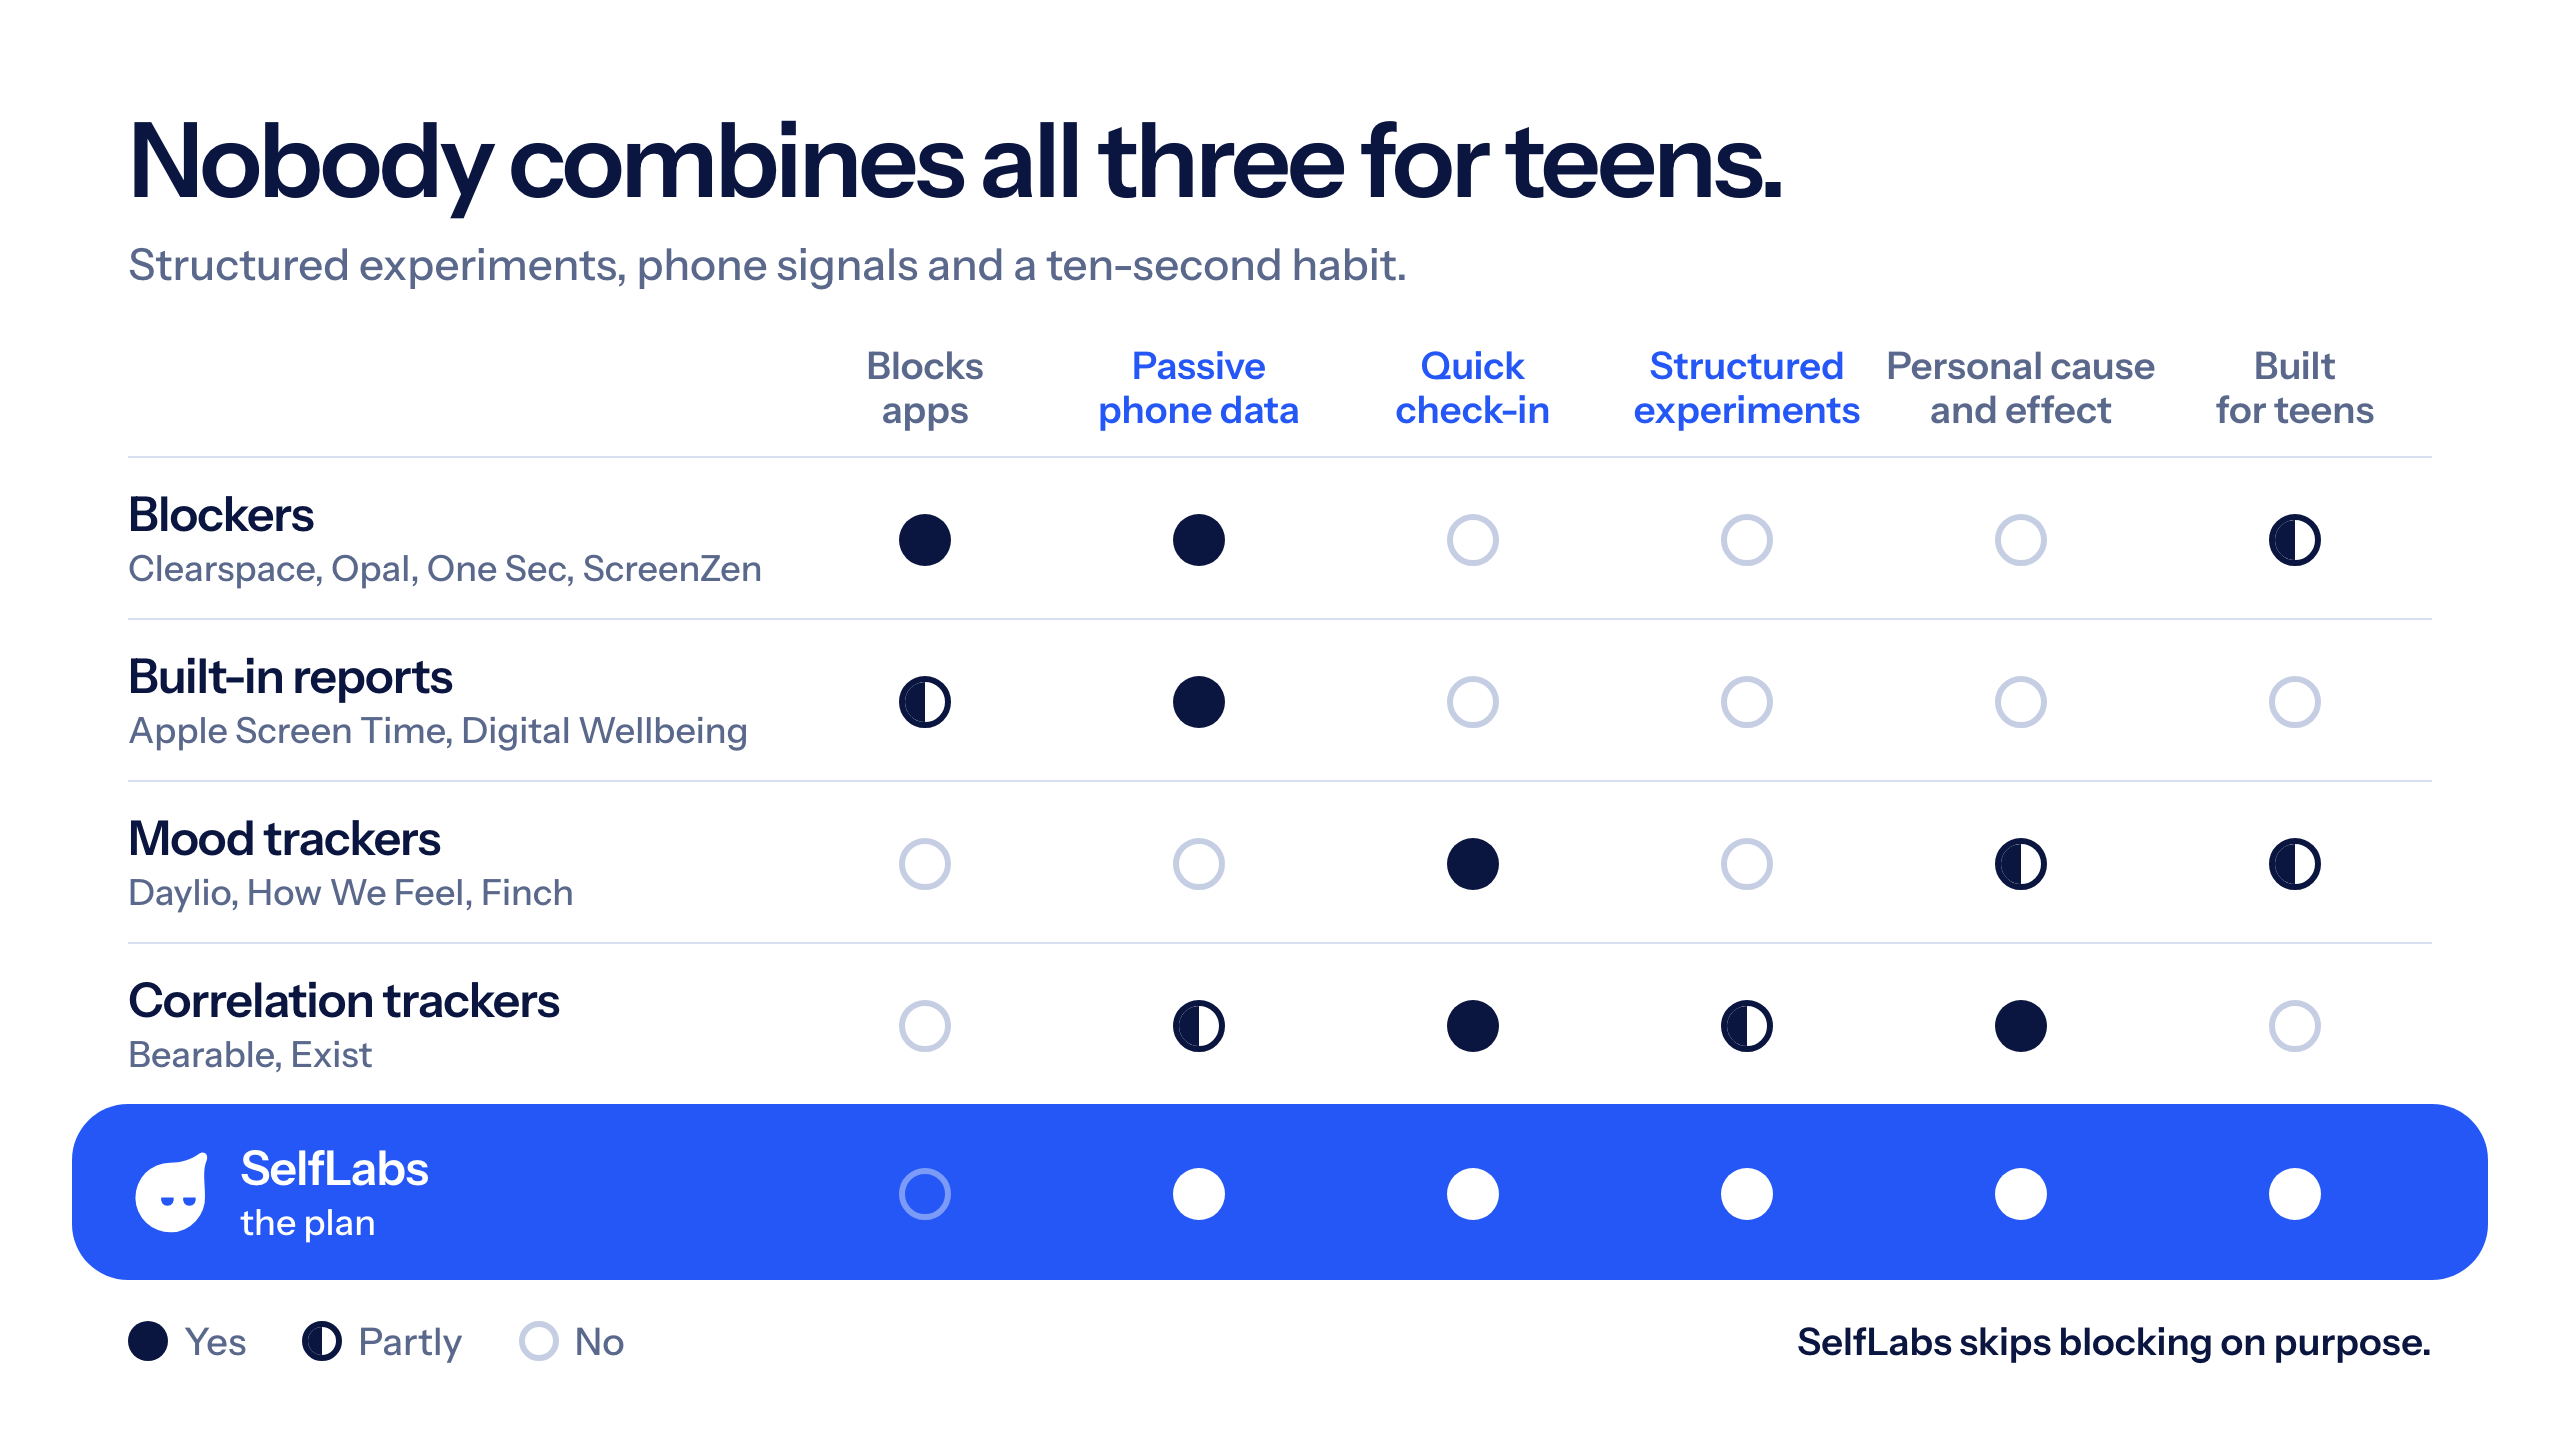 Nobody combines all three for teens.
Structured experiments, phone signals and a ten-second habit.
Blocks apps
Passive phone data
Quick check-in
Structured experiments
Personal cause and effect
Built for teens
Blockers
Clearspace, Opal, One Sec, ScreenZen
Built-in reports
Apple Screen Time, Digital Wellbeing
Mood trackers
Daylio, How We Feel, Finch
Correlation trackers
Bearable, Exist
SelfLabs
the plan
Yes
Partly
No
SelfLabs skips blocking on purpose.